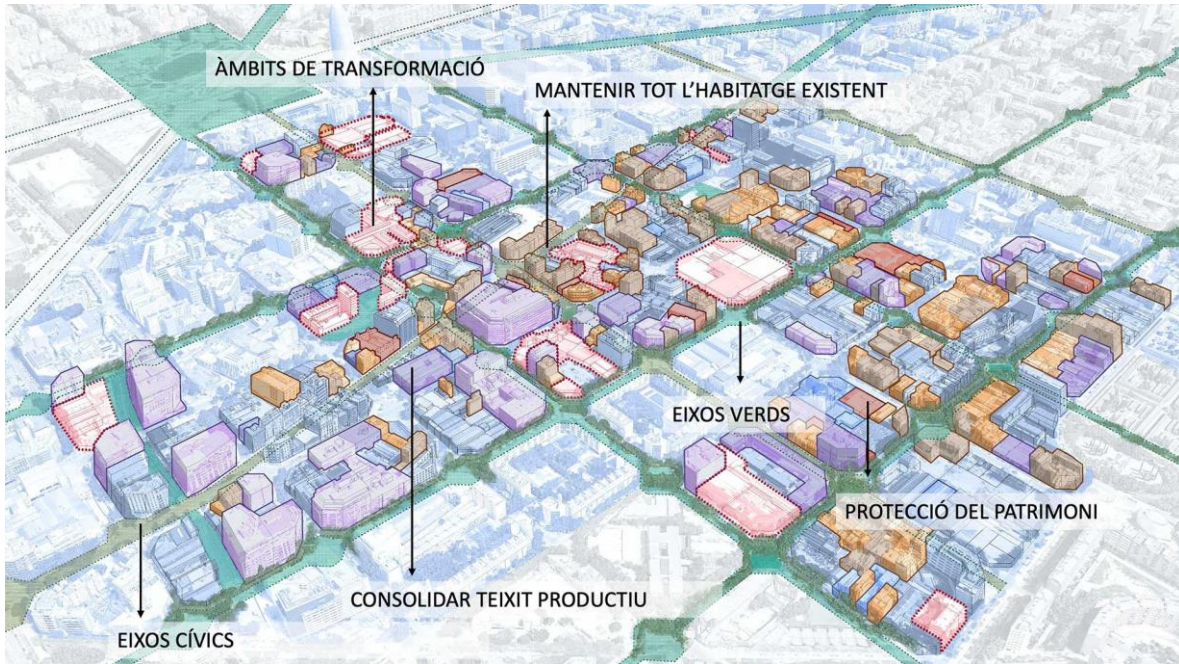 ÀMBITS DE TRANSFORMACIÓ
MANTENIR TOT L'HABITATGE EXISTENT
EIXOS VERDS
PROTECCIÓ DEL PATRIMONI
CONSOLIDAR TEIXIT PRODUCTIU
EIXOS CÍVICS